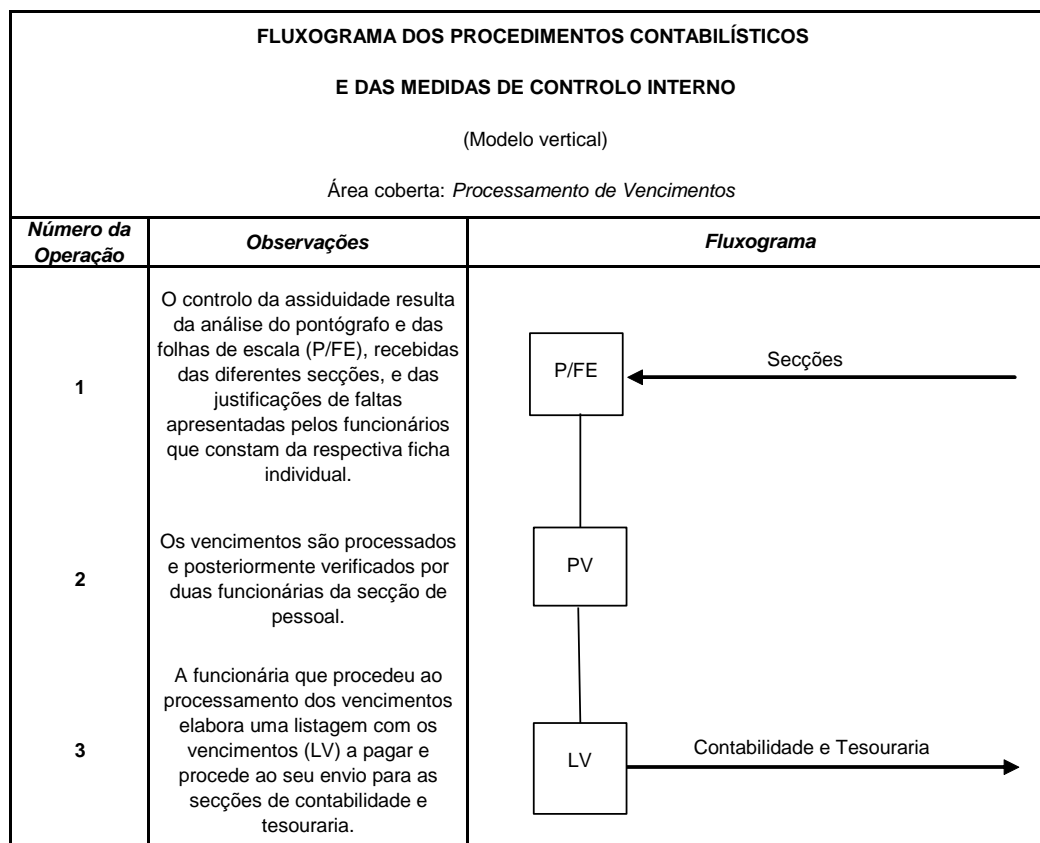 FLUXOGRAMA DOS PROCEDIMENTOS CONTABILÍSTICOS
E DAS MEDIDAS DE CONTROLO INTERNO
(Modelo vertical)
Área coberta: Processamento de Vencimentos
Número da
Operação
Observações
Fluxograma
1
O controlo da assiduidade resulta
da análise do pontógrafo e das
folhas de escala (P/FE), recebidas
das diferentes secções, e das
justificações de faltas
apresentadas pelos funcionários
que constam da respectiva ficha
individual.
P/FE
Secções
2
Os vencimentos são processados
e posteriormente verificados por
duas funcionárias da secção de
pessoal.
PV
3
A funcionária que procedeu ao
processamento dos vencimentos
elabora uma listagem com os
vencimentos (LV) a pagar e
procede ao seu envio para as
secções de contabilidade e
tesouraria.
LV
Contabilidade e Tesouraria